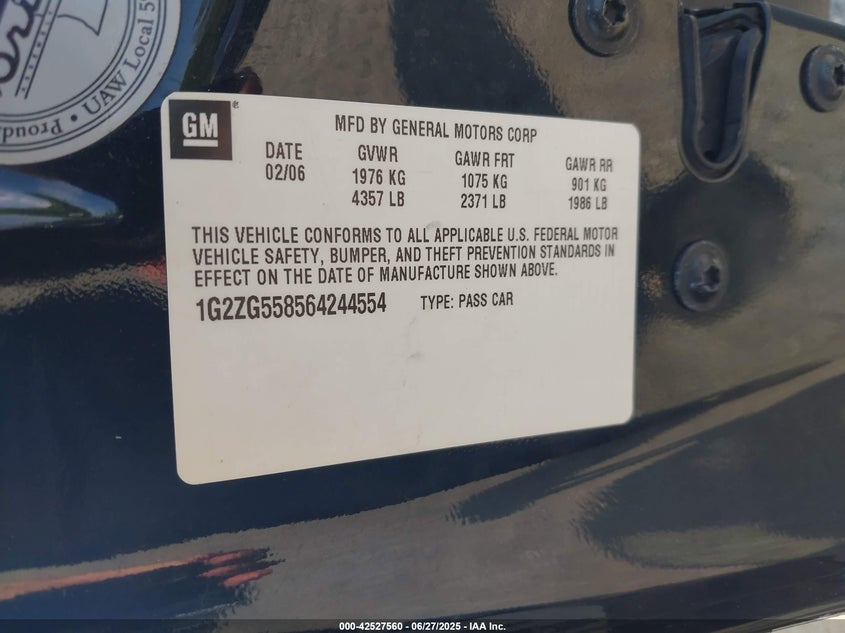 Proudly
UAW Local 5
GM
MFD BY GENERAL MOTORS CORP
DATE GVWR GAWR FRT GAWR RR
02/06 1976 KG 1075 KG 901 KG
4357 LB 2371 LB 1986 LB
THIS VEHICLE CONFORMS TO ALL APPLICABLE U.S. FEDERAL MOTOR
VEHICLE SAFETY, BUMPER, AND THEFT PREVENTION STANDARDS IN
EFFECT ON THE DATE OF MANUFACTURE SHOWN ABOVE.
1G2ZG558564244554 TYPE: PASS CAR
000-42527560 - 06/27/2025 - IAA Inc.